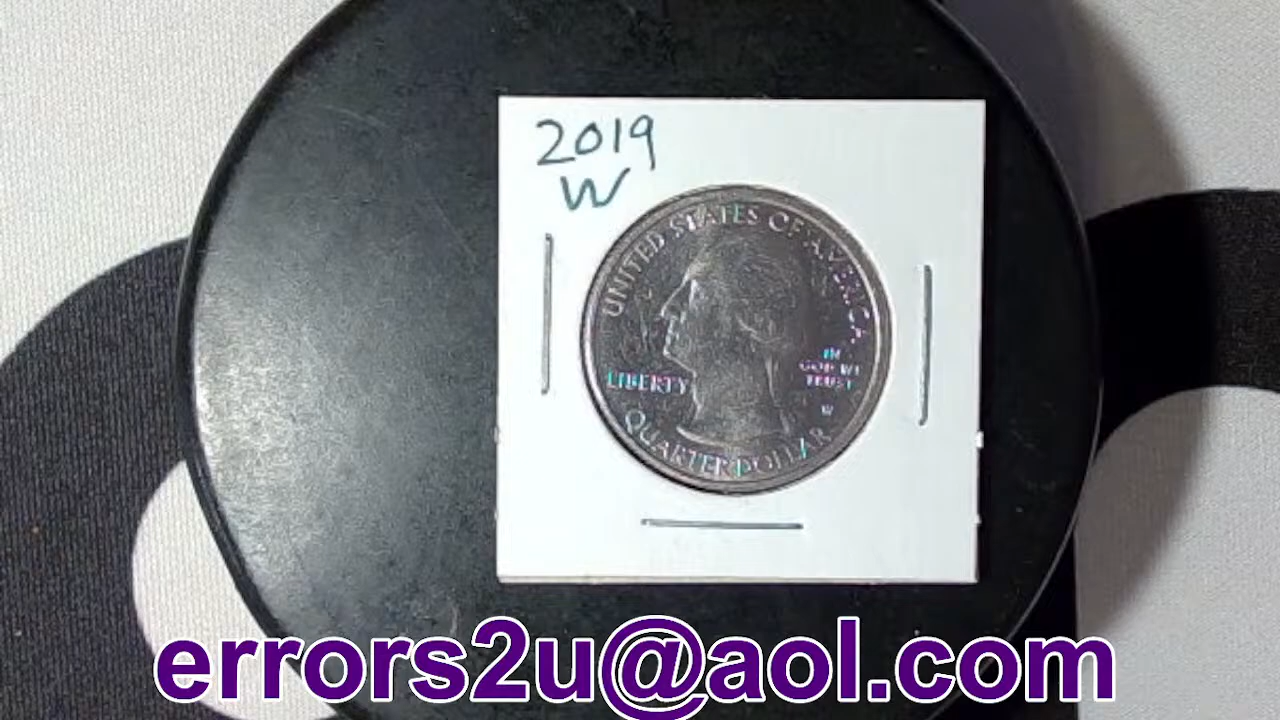 2019
W
UNITED STATES OF AMERICA
LIBERTY
IN
GOD WE
TRUST
W
QUARTER DOLLAR
errors2u@aol.com